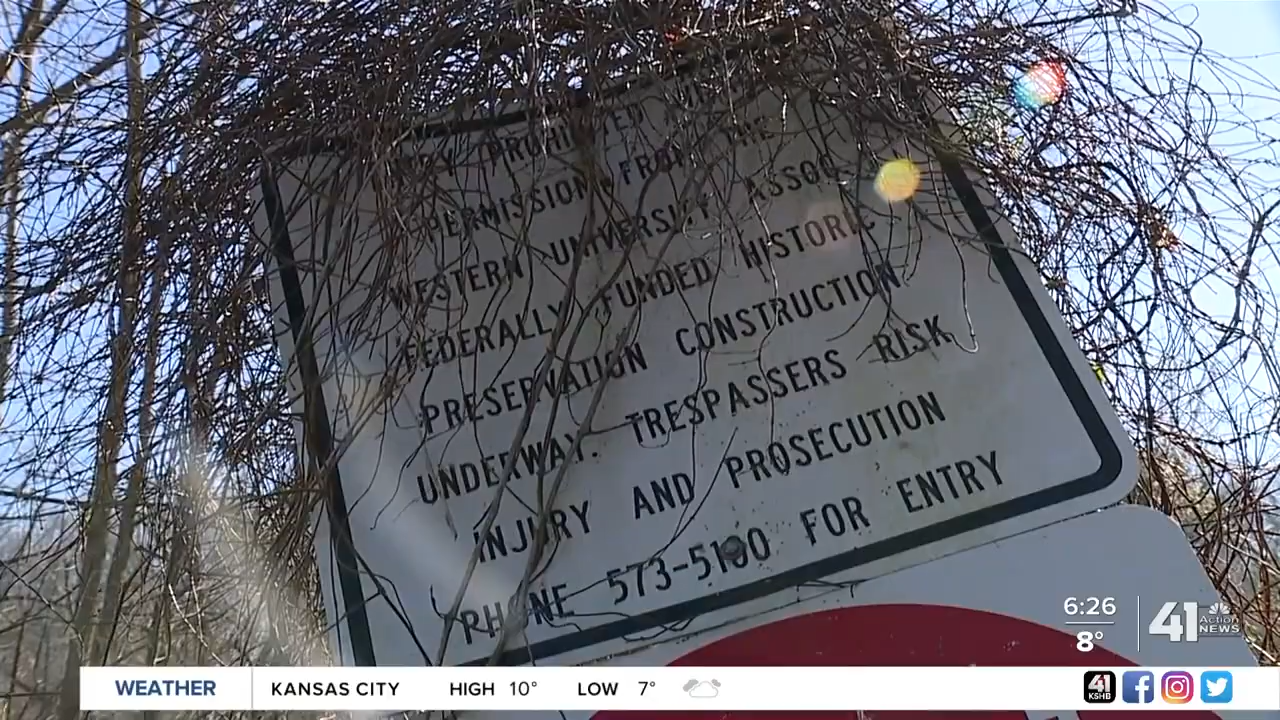 PROHIBITED
PERMISSION FROM THE
WESTERN UNIVERSITY ASSOC.
FEDERALLY FUNDED HISTORIC
PRESERVATION CONSTRUCTION
UNDERWAY. TRESPASSERS RISK
INJURY AND PROSECUTION
PHONE 573-5100 FOR ENTRY
6:26
8°
41 Action NEWS
WEATHER KANSAS CITY HIGH 10° LOW 7°
41 KSHB